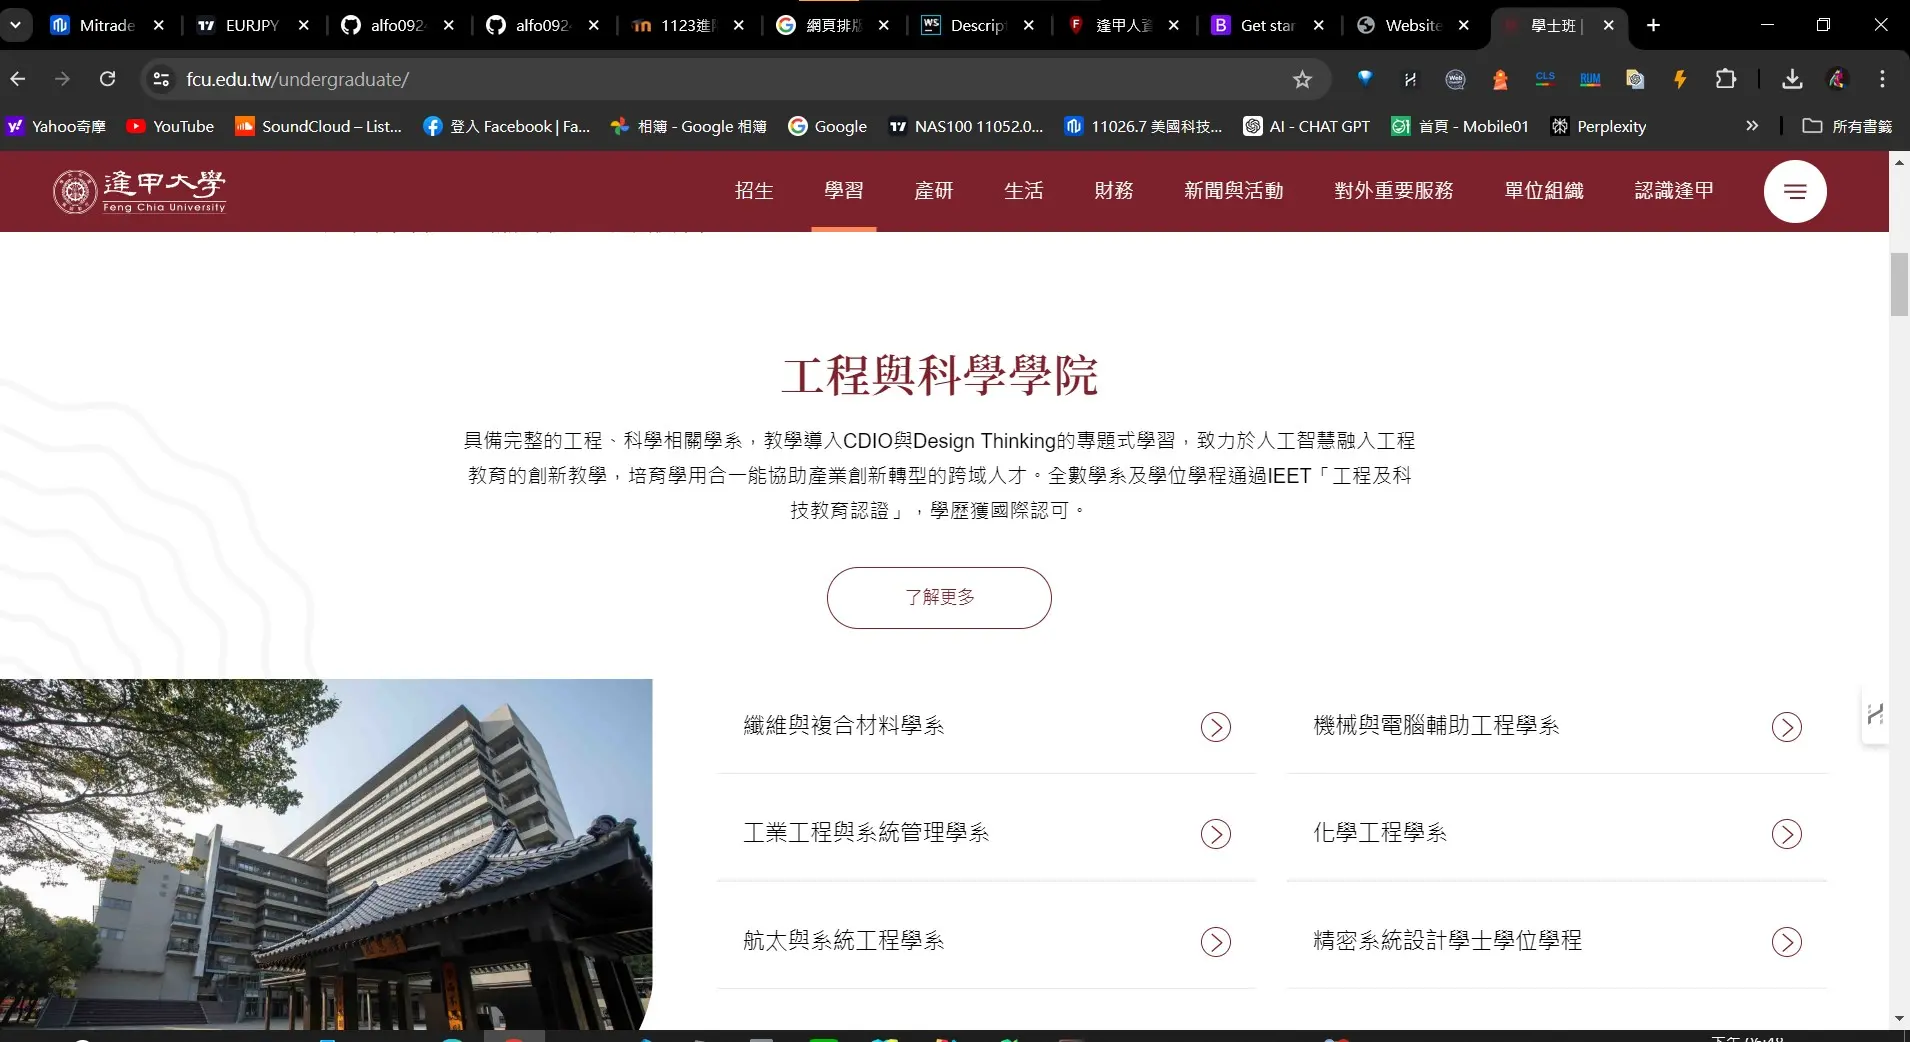 Mitrade
EURJPY
alfo092
alfo092
1123進
網頁排版
Descrip
逢甲人資
Get star
Website
學士班 |
fcu.edu.tw/undergraduate/
Yahoo奇摩
YouTube
SoundCloud – List...
登入 Facebook | Fa...
相簿 - Google 相簿
Google
NAS100 11052.0...
11026.7 美國科技...
AI - CHAT GPT
首頁 - Mobile01
Perplexity
所有書籤
CLS
RUM
逢甲大學
Feng Chia University
招生
學習
產研
生活
財務
新聞與活動
對外重要服務
單位組織
認識逢甲
工程與科學學院
具備完整的工程、科學相關學系，教學導入CDIO與Design Thinking的專題式學習，致力於人工智慧融入工程
教育的創新教學，培育學用合一能協助產業創新轉型的跨域人才。全數學系及學位學程通過IEET「工程及科
技教育認證」，學歷獲國際認可。
了解更多
纖維與複合材料學系
機械與電腦輔助工程學系
工業工程與系統管理學系
化學工程學系
航太與系統工程學系
精密系統設計學士學位學程